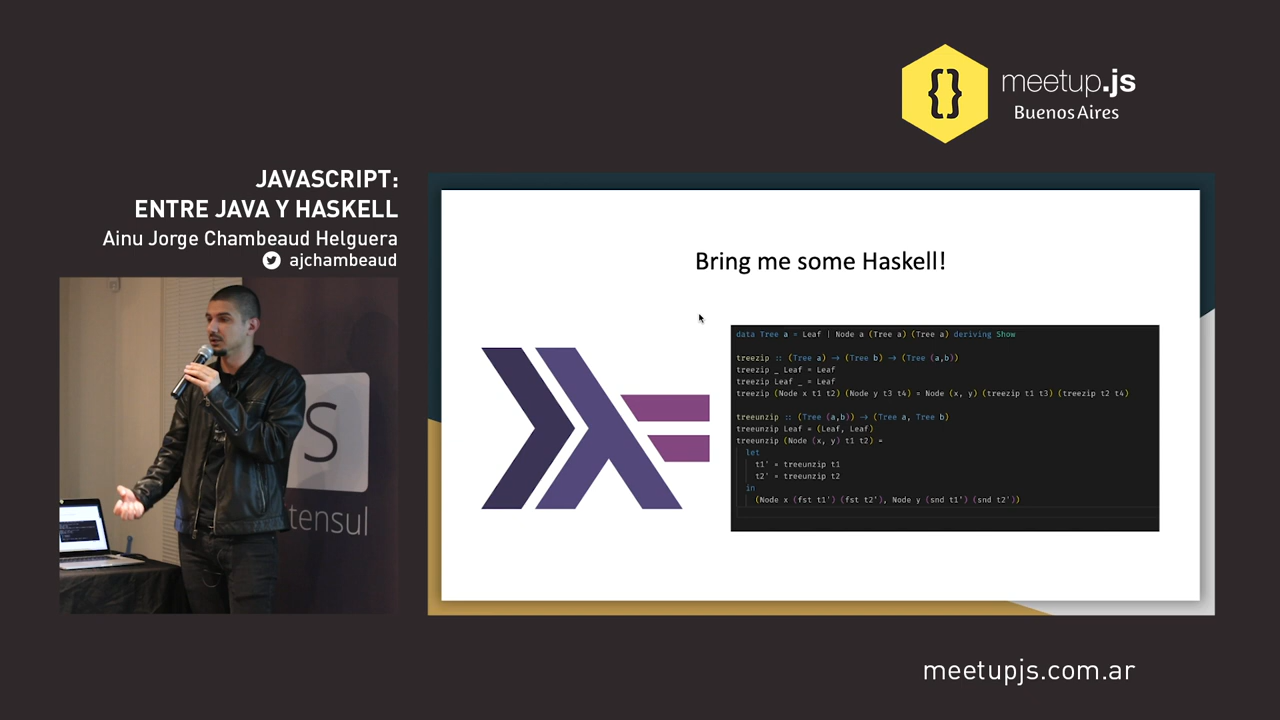 {} meetup.js
Buenos Aires
JAVASCRIPT:
ENTRE JAVA Y HASKELL
Ainu Jorge Chambeaud Helguera
ajchambeaud
S
tensul
Bring me some Haskell!
data Tree a = Leaf | Node a (Tree a) (Tree a) deriving Show
treezip :: (Tree a) → (Tree b) → (Tree (a,b))
treezip _ Leaf = Leaf
treezip Leaf _ = Leaf
treezip (Node x t1 t2) (Node y t3 t4) = Node (x, y) (treezip t1 t3) (treezip t2 t4)
treeunzip :: (Tree (a,b)) → (Tree a, Tree b)
treeunzip Leaf = (Leaf, Leaf)
treeunzip (Node (x, y) t1 t2) =
let
t1' = treeunzip t1
t2' = treeunzip t2
in
(Node x (fst t1') (fst t2'), Node y (snd t1') (snd t2'))
meetupjs.com.ar